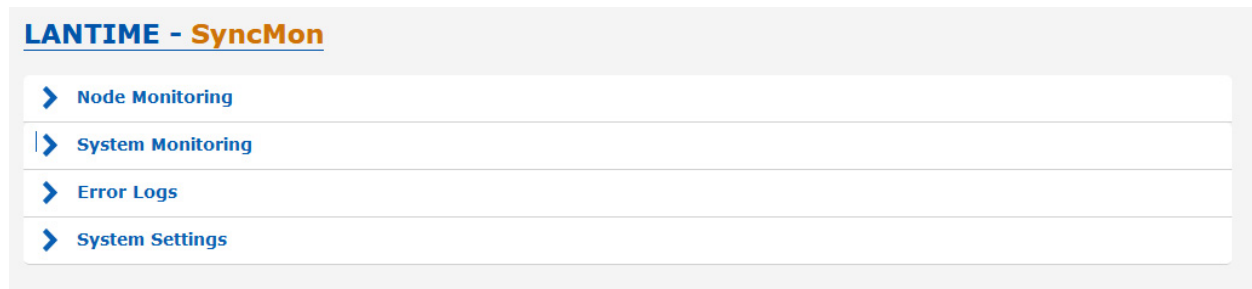 LANTIME - SyncMon
Node Monitoring
System Monitoring
Error Logs
System Settings